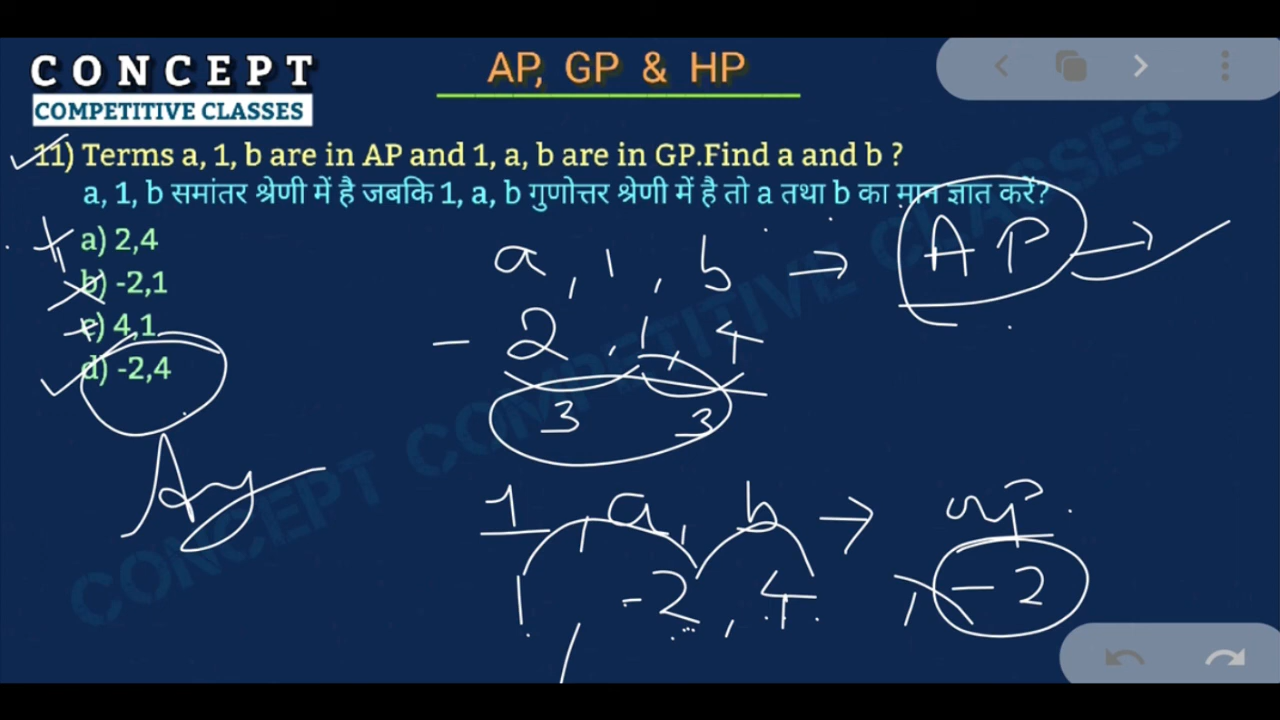 CONCEPT
COMPETITIVE CLASSES
AP, GP & HP
11) Terms a, 1, b are in AP and 1, a, b are in GP.Find a and b ?
a, 1, b समांतर श्रेणी में है जबकि 1, a, b गुणोत्तर श्रेणी में है तो a तथा b का मान ज्ञात करें?
a) 2,4
b) -2,1
c) 4,1
d) -2,4
a, 1, b → AP
-2, 1, 4
3 3
1, a, b →
1 -2, 4, -2
CONCEPT COMPETITIVE CLASSES